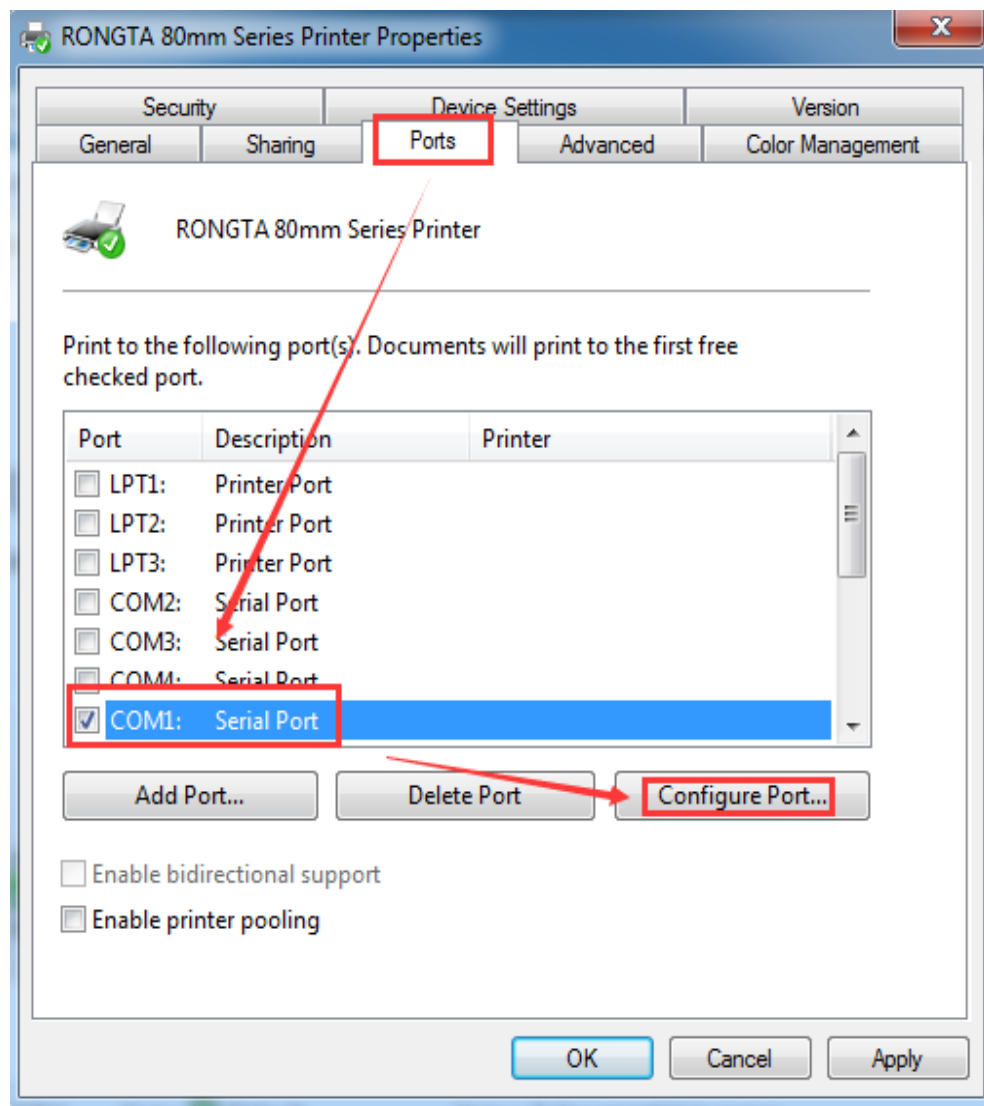 RONGTA 80mm Series Printer Properties
Security Device Settings Version
General Sharing Ports Advanced Color Management
RONGTA 80mm Series Printer
Print to the following port(s). Documents will print to the first free
checked port.
Port Description Printer
LPT1: Printer Port
LPT2: Printer Port
LPT3: Printer Port
COM2: Serial Port
COM3: Serial Port
COM4: Serial Port
COM1: Serial Port
Add Port... Delete Port Configure Port...
Enable bidirectional support
Enable printer pooling
OK Cancel Apply